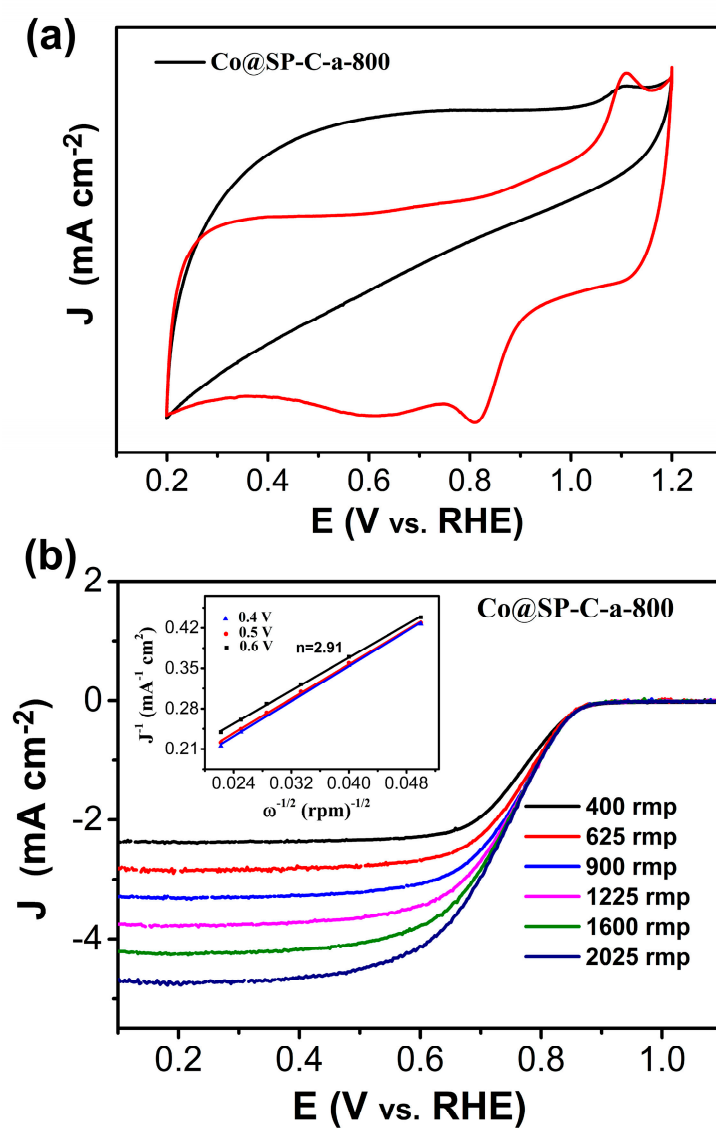 (a)
Co@SP-C-a-800
J (mA cm-2)
0.2 0.4 0.6 0.8 1.0 1.2
E (V vs. RHE)
(b)
Co@SP-C-a-800
2
0
-2
-4
J (mA cm-2)
0.4 V
0.5 V
0.6 V
n=2.91
0.42
0.35
0.28
0.21
J-1 (mA-1 cm2)
0.024 0.032 0.040 0.048
ω-1/2 (rpm)-1/2
400 rmp
625 rmp
900 rmp
1225 rmp
1600 rmp
2025 rmp
0.2 0.4 0.6 0.8 1.0
E (V vs. RHE)